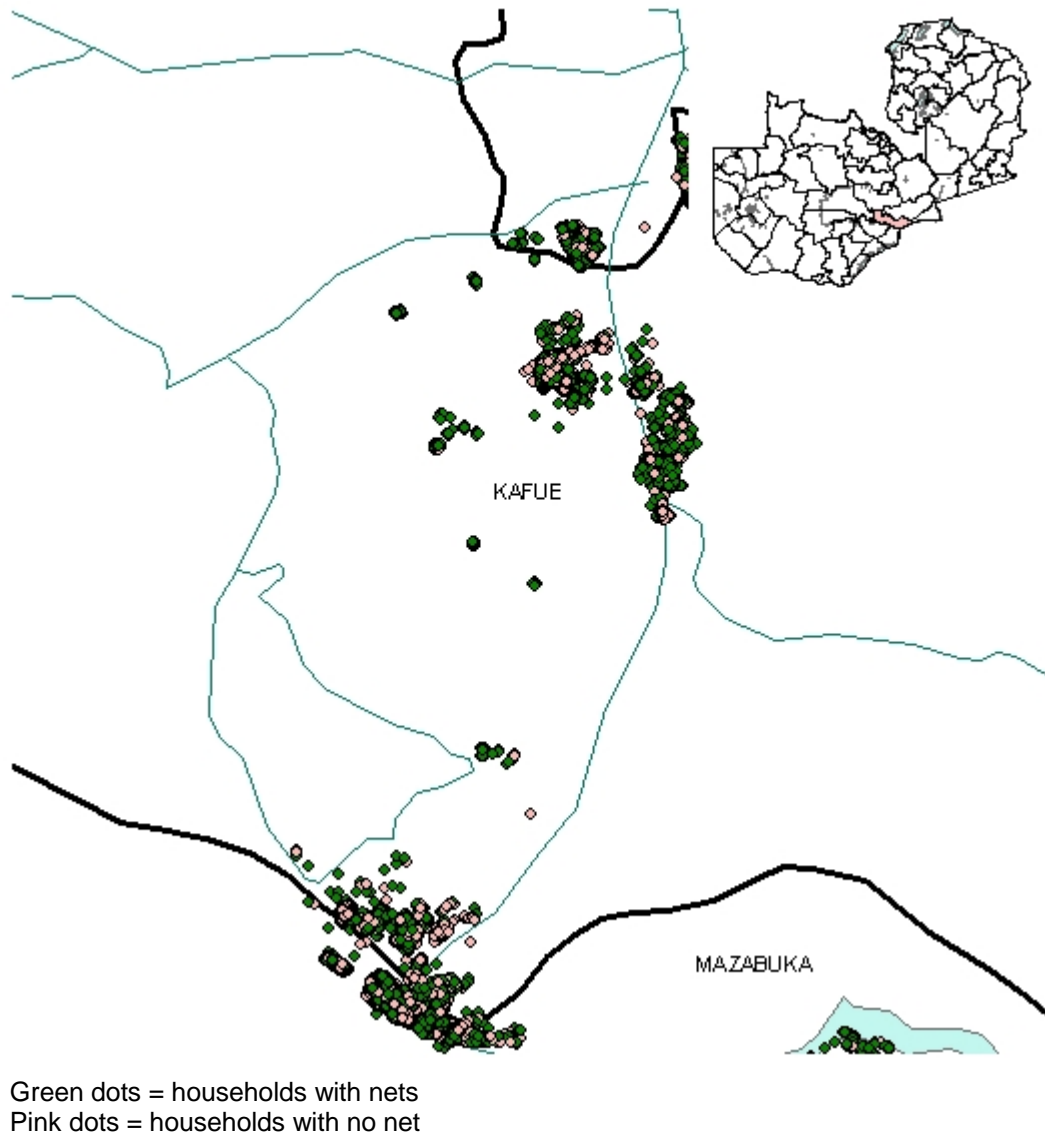 KAFUE
MAZABUKA
Green dots = households with nets
Pink dots = households with no net